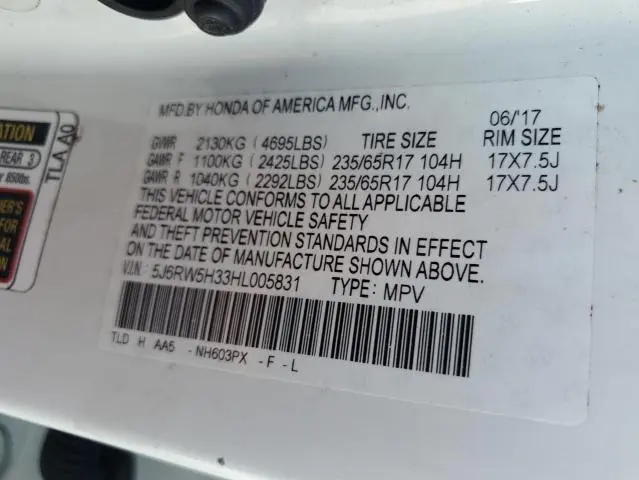 MFD.BY HONDA OF AMERICA MFG.,INC. 06/'17
GVWR 2130KG (4695LBS) TIRE SIZE RIM SIZE
GAWR F 1100KG (2425LBS) 235/65R17 104H 17X7.5J
GAWR R 1040KG (2292LBS) 235/65R17 104H 17X7.5J
THIS VEHICLE CONFORMS TO ALL APPLICABLE
FEDERAL MOTOR VEHICLE SAFETY
AND THEFT PREVENTION STANDARDS IN EFFECT
ON THE DATE OF MANUFACTURE SHOWN ABOVE.
V.I.N.: 5J6RW5H33HL005831 TYPE: MPV
TLD H AA5 - NH603PX - F - L
ATION
REAR 3
TLA A0